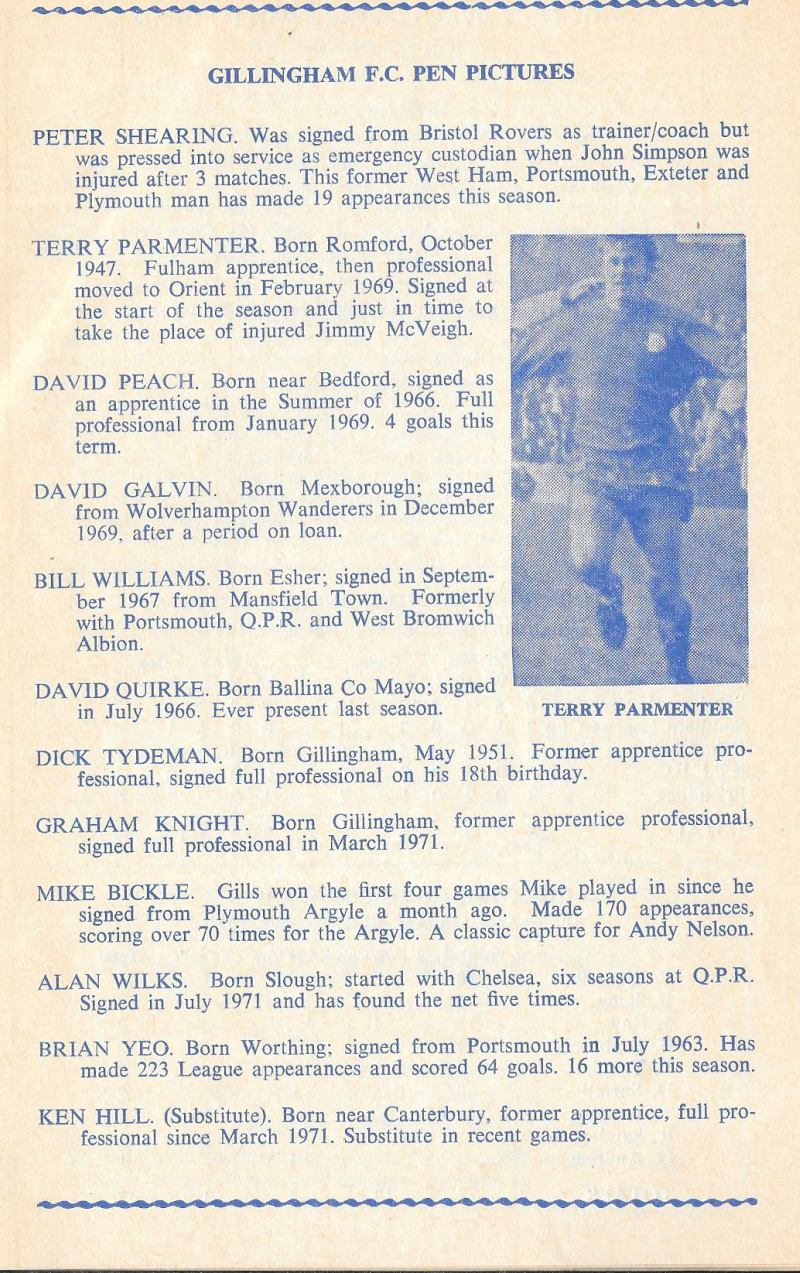 GILLINGHAM F.C. PEN PICTURES
PETER SHEARING. Was signed from Bristol Rovers as trainer/coach but
was pressed into service as emergency custodian when John Simpson was
injured after 3 matches. This former West Ham, Portsmouth, Exteter and
Plymouth man has made 19 appearances this season.
TERRY PARMENTER. Born Romford, October
1947. Fulham apprentice, then professional
moved to Orient in February 1969. Signed at
the start of the season and just in time to
take the place of injured Jimmy McVeigh.
DAVID PEACH. Born near Bedford, signed as
an apprentice in the Summer of 1966. Full
professional from January 1969. 4 goals this
term.
DAVID GALVIN. Born Mexborough; signed
from Wolverhampton Wanderers in December
1969, after a period on loan.
BILL WILLIAMS. Born Esher; signed in Septem-
ber 1967 from Mansfield Town. Formerly
with Portsmouth, Q.P.R. and West Bromwich
Albion.
DAVID QUIRKE. Born Ballina Co Mayo; signed
in July 1966. Ever present last season.
TERRY PARMENTER
DICK TYDEMAN. Born Gillingham, May 1951. Former apprentice pro-
fessional, signed full professional on his 18th birthday.
GRAHAM KNIGHT. Born Gillingham, former apprentice professional,
signed full professional in March 1971.
MIKE BICKLE. Gills won the first four games Mike played in since he
signed from Plymouth Argyle a month ago. Made 170 appearances,
scoring over 70 times for the Argyle. A classic capture for Andy Nelson.
ALAN WILKS. Born Slough; started with Chelsea, six seasons at Q.P.R.
Signed in July 1971 and has found the net five times.
BRIAN YEO. Born Worthing; signed from Portsmouth in July 1963. Has
made 223 League appearances and scored 64 goals. 16 more this season.
KEN HILL. (Substitute). Born near Canterbury, former apprentice, full pro-
fessional since March 1971. Substitute in recent games.